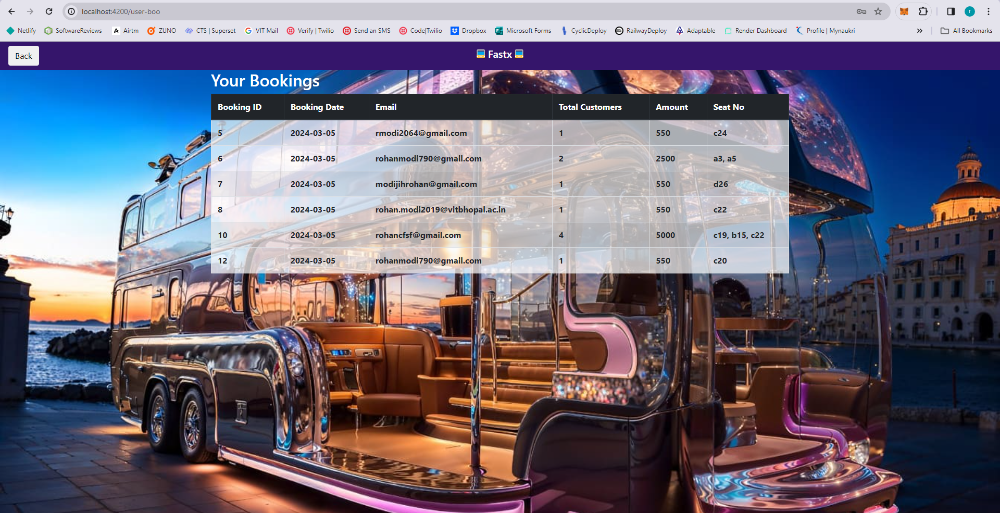 localhost:4200/user-boo
r
Netlify SoftwareReviews Airtm ZUNO CTS | Superset VIT Mail Verify | Twilio Send an SMS Code|Twilio Dropbox Microsoft Forms CyclicDeploy RailwayDeploy Adaptable Render Dashboard Profile | Mynaukri » All Bookmarks
Back Fastx
Your Bookings
Booking ID Booking Date Email Total Customers Amount Seat No
5 2024-03-05 rmodi2064@gmail.com 1 550 c24
6 2024-03-05 rohanmodi790@gmail.com 2 2500 a3, a5
7 2024-03-05 modijihrohan@gmail.com 1 550 d26
8 2024-03-05 rohan.modi2019@vitbhopal.ac.in 1 550 c22
10 2024-03-05 rohancfsf@gmail.com 4 5000 c19, b15, c22
12 2024-03-05 rohanmodi790@gmail.com 1 550 c20